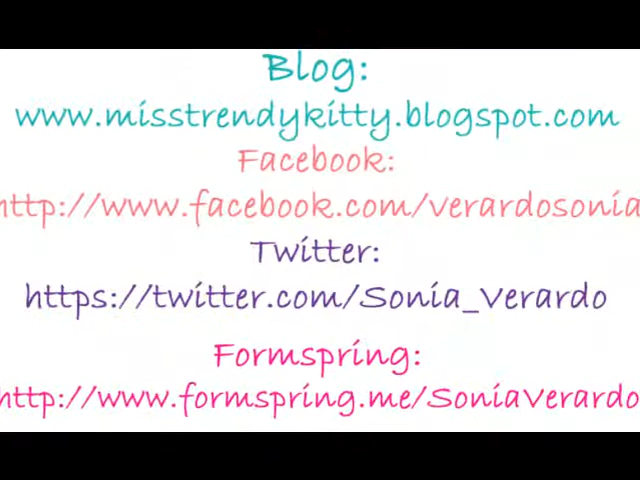 Blog:
www.misstrendykitty.blogspot.com
Facebook:
http://www.facebook.com/verardosonia
Twitter:
https://twitter.com/Sonia_Verardo
Formspring:
http://www.formspring.me/SoniaVerardo